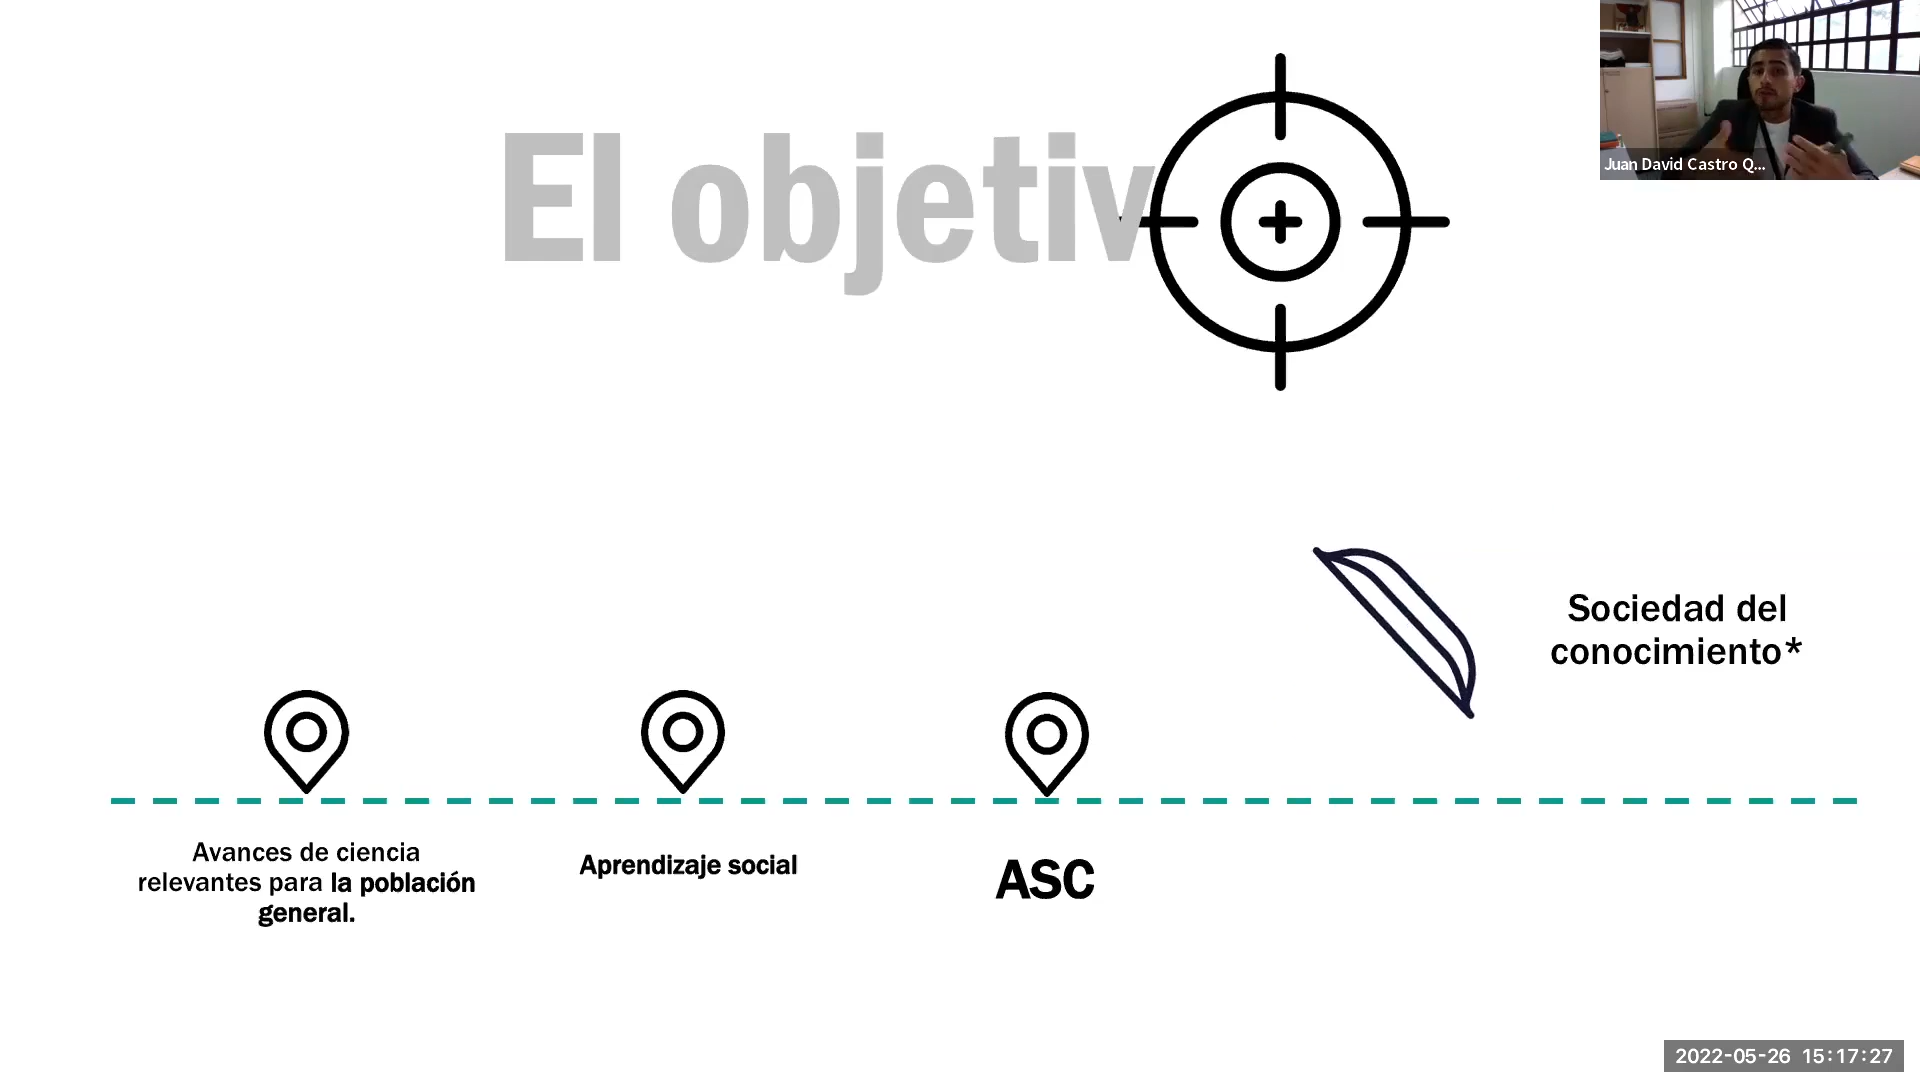 El objetiv
Juan David Castro Q...
Sociedad del
conocimiento*
Avances de ciencia
relevantes para la población
general.
Aprendizaje social
ASC
2022-05-26 15:17:27